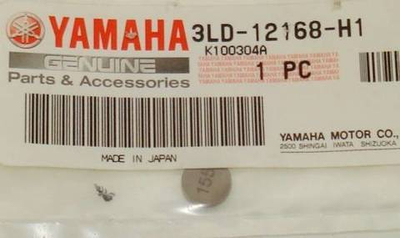 YAMAHA 3LD-12168-H1
GENUINE K100304A
Parts & Accessories 1 PC
YAMAHA MOTOR CO.,
2500 SHINGAI IWATA SHIZUOKA
MADE IN JAPAN
155